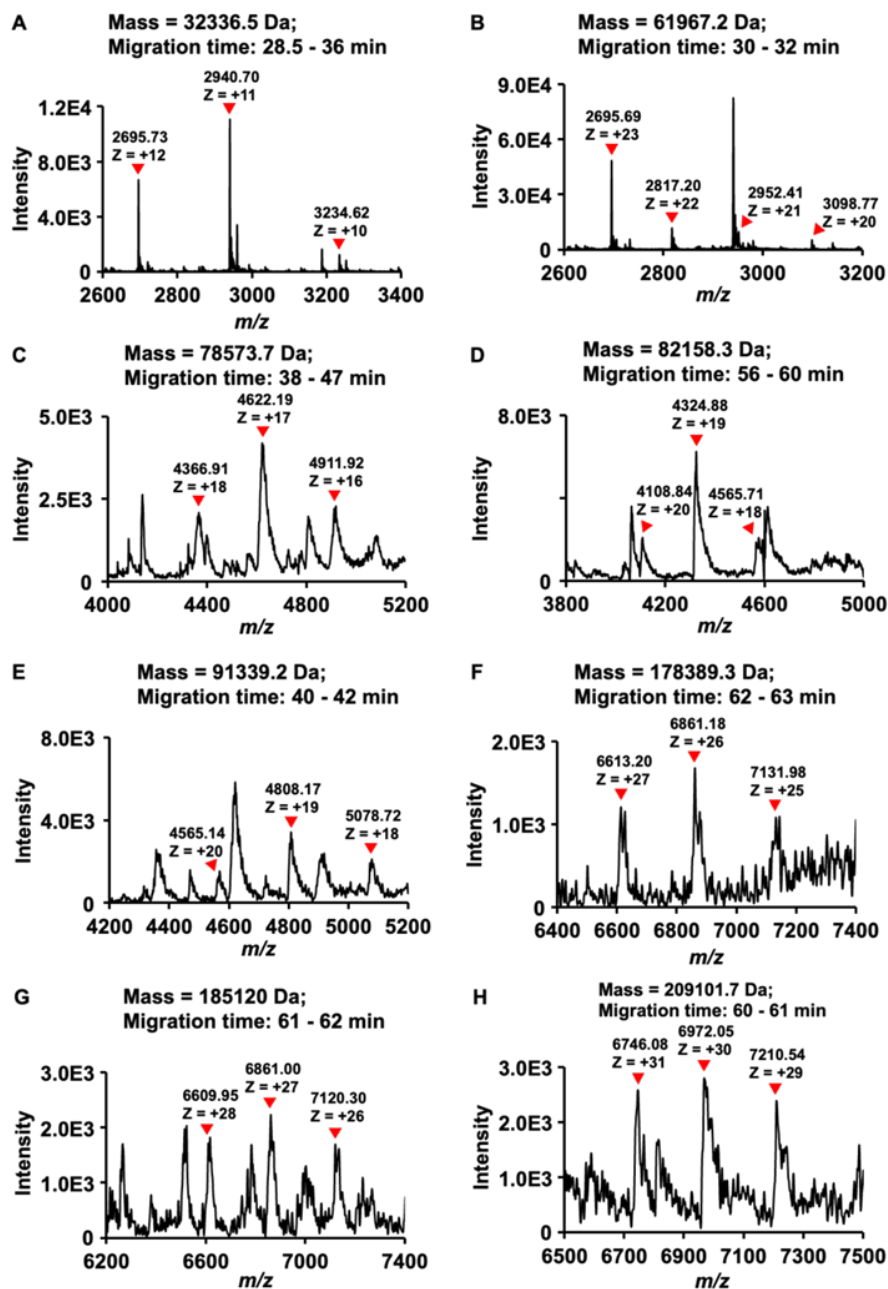 A
Mass = 32336.5 Da;
Migration time: 28.5 - 36 min
2940.70
Z = +11
1.2E4
2695.73
Z = +12
8.0E3
3234.62
Z = +10
4.0E3
0
Intensity
2600 2800 3000 3200 3400
m/z
B
Mass = 61967.2 Da;
Migration time: 30 - 32 min
9.0E4
2695.69
Z = +23
6.0E4
2817.20
Z = +22
2952.41
Z = +21
3098.77
Z = +20
3.0E4
0
Intensity
2600 2800 3000 3200
m/z
C
Mass = 78573.7 Da;
Migration time: 38 - 47 min
5.0E3
4622.19
Z = +17
4366.91
Z = +18
4911.92
Z = +16
2.5E3
0
Intensity
4000 4400 4800 5200
m/z
D
Mass = 82158.3 Da;
Migration time: 56 - 60 min
8.0E3
4324.88
Z = +19
4108.84
Z = +20
4565.71
Z = +18
4.0E3
0
Intensity
3800 4200 4600 5000
m/z
E
Mass = 91339.2 Da;
Migration time: 40 - 42 min
8.0E3
4808.17
Z = +19
4565.14
Z = +20
5078.72
Z = +18
4.0E3
0
Intensity
4200 4400 4600 4800 5000 5200
m/z
F
Mass = 178389.3 Da;
Migration time: 62 - 63 min
2.0E3
6861.18
Z = +26
6613.20
Z = +27
7131.98
Z = +25
1.0E3
0
Intensity
6400 6600 6800 7000 7200 7400
m/z
G
Mass = 185120 Da;
Migration time: 61 - 62 min
3.0E3
6861.00
Z = +27
6609.95
Z = +28
7120.30
Z = +26
2.0E3
1.0E3
0
Intensity
6200 6600 7000 7400
m/z
H
Mass = 209101.7 Da;
Migration time: 60 - 61 min
3.0E3
6972.05
Z = +30
6746.08
Z = +31
7210.54
Z = +29
2.0E3
1.0E3
0
Intensity
6500 6700 6900 7100 7300 7500
m/z